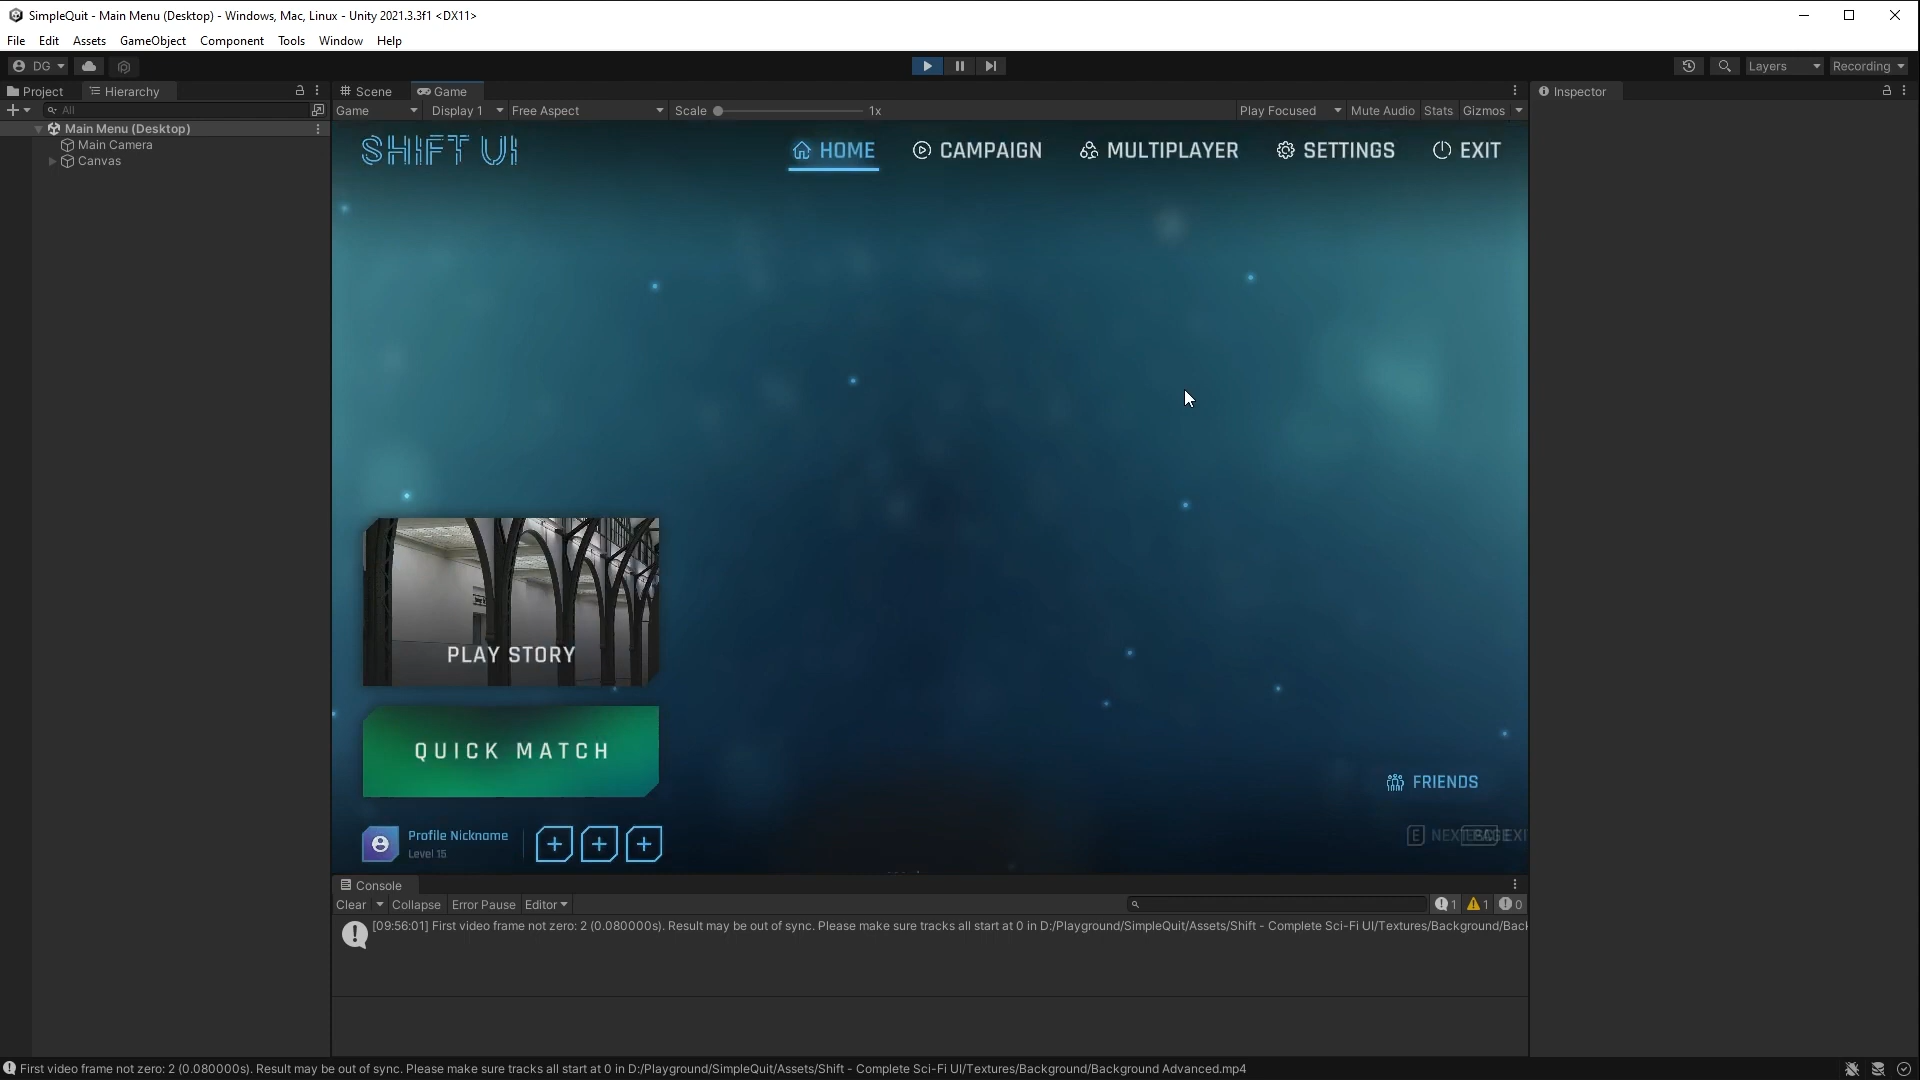 SimpleQuit - Main Menu (Desktop) - Windows, Mac, Linux - Unity 2021.3.3f1 <DX11>
File Edit Assets GameObject Component Tools Window Help
DG Layers Recording
Project Hierarchy Scene Game Inspector
All Game Display 1 Free Aspect Scale 1x Play Focused Mute Audio Stats Gizmos
Main Menu (Desktop)
Main Camera
Canvas
SHIFT UI HOME CAMPAIGN MULTIPLAYER SETTINGS EXIT
PLAY STORY
QUICK MATCH
FRIENDS
Profile Nickname
Level 15
E NEXT
Console
Clear Collapse Error Pause Editor 1 1 0
[09:56:01] First video frame not zero: 2 (0.080000s). Result may be out of sync. Please make sure tracks all start at 0 in D:/Playground/SimpleQuit/Assets/Shift - Complete Sci-Fi UI/Textures/Background/Back
First video frame not zero: 2 (0.080000s). Result may be out of sync. Please make sure tracks all start at 0 in D:/Playground/SimpleQuit/Assets/Shift - Complete Sci-Fi UI/Textures/Background/Background Advanced.mp4